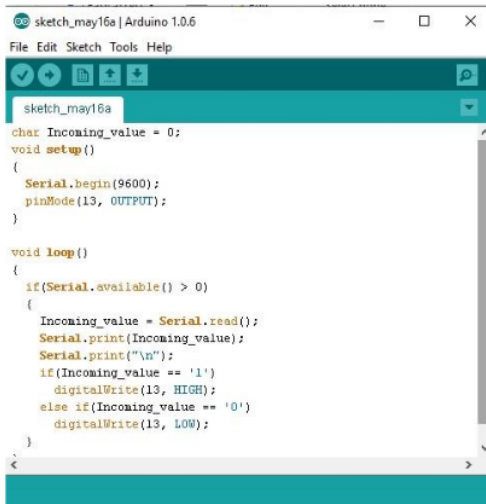 sketch_may16a | Arduino 1.0.6
File Edit Sketch Tools Help
sketch_may16a
char Incoming_value = 0;
void setup()
{
  Serial.begin(9600);
  pinMode(13, OUTPUT);
}
void loop()
{
  if(Serial.available() > 0)
  {
    Incoming_value = Serial.read();
    Serial.print(Incoming_value);
    Serial.print("\n");
    if(Incoming_value == '1')
      digitalWrite(13, HIGH);
    else if(Incoming_value == '0')
      digitalWrite(13, LOW);
  }